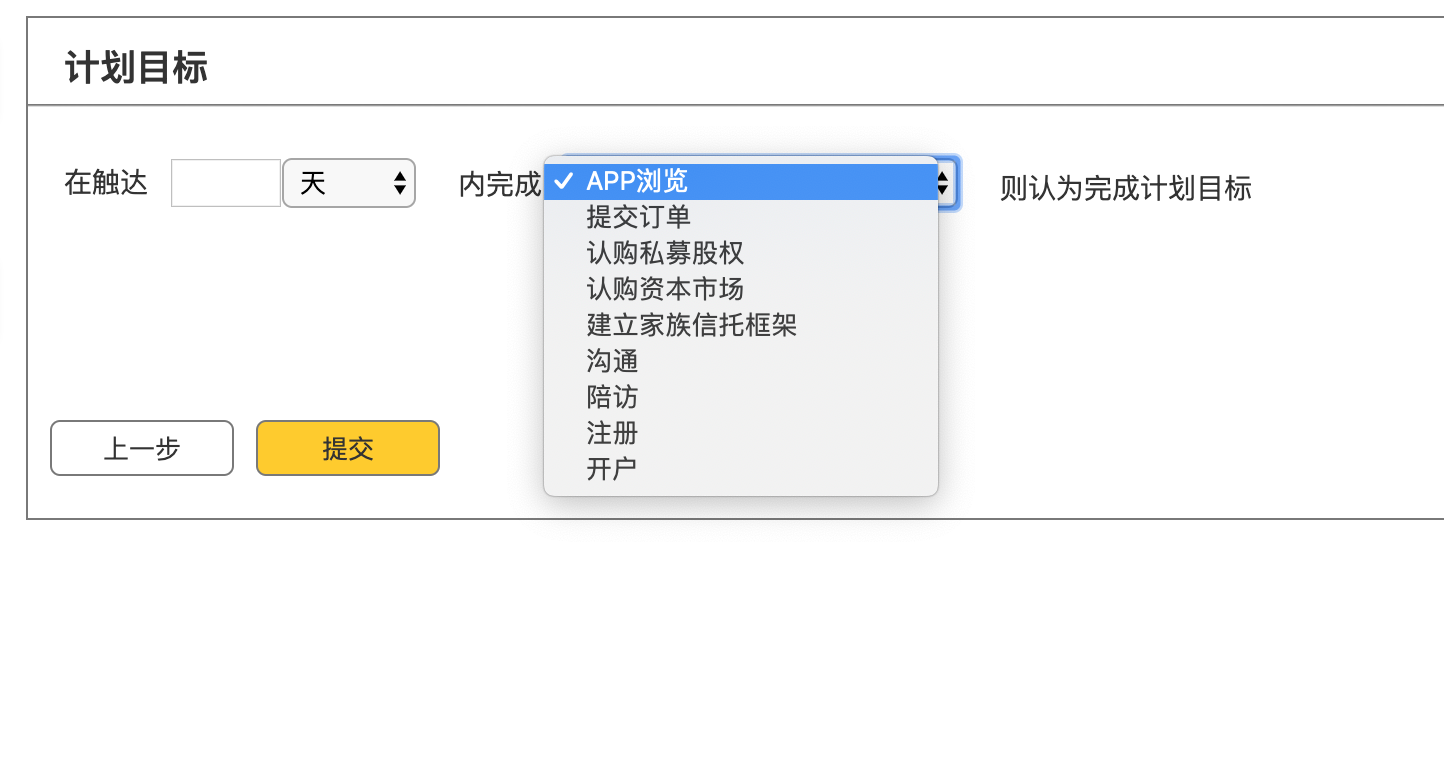 计划目标
在触达 天 内完成 ✓ APP浏览 则认为完成计划目标
提交订单
认购私募股权
认购资本市场
建立家族信托框架
沟通
陪访
注册
开户
上一步 提交